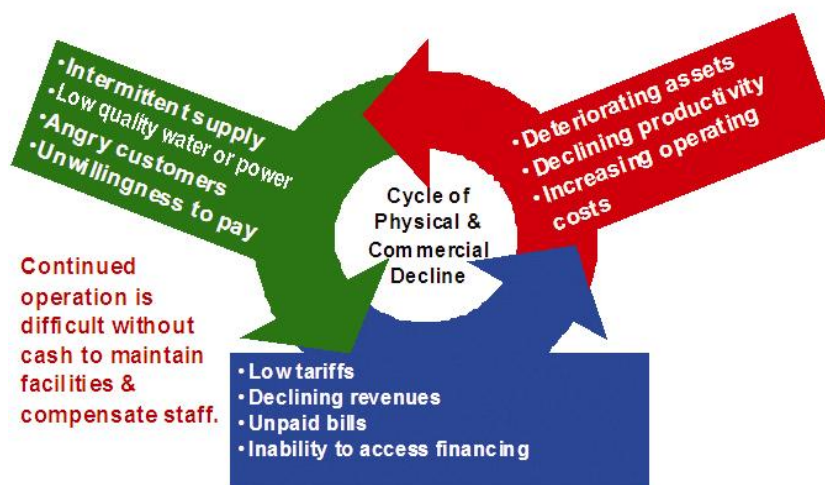 • Intermittent supply
• Low quality water or power
• Angry customers
• Unwillingness to pay
• Deteriorating assets
• Declining productivity
• Increasing operating
costs
Cycle of
Physical &
Commercial
Decline
Continued
operation is
difficult without
cash to maintain
facilities &
compensate staff.
• Low tariffs
• Declining revenues
• Unpaid bills
• Inability to access financing